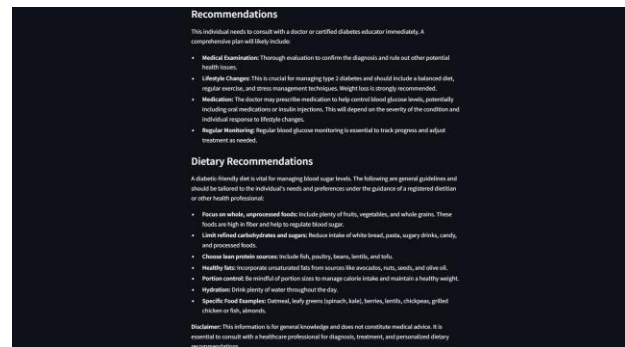 Recommendations
This individual needs to consult with a doctor or certified diabetes educator immediately. A
comprehensive plan will likely include:
• Medical Examination: Thorough evaluation to confirm the diagnosis and rule out other potential
health issues.
• Lifestyle Changes: This is crucial for managing type 2 diabetes and should include a balanced diet,
regular exercise, and stress management techniques. Weight loss is strongly recommended.
• Medication: The doctor may prescribe medication to help control blood glucose levels, potentially
including oral medications or insulin injections. This will depend on the severity of the condition and
individual response to lifestyle changes.
• Regular Monitoring: Regular blood glucose monitoring is essential to track progress and adjust
treatment as needed.
Dietary Recommendations
A diabetic-friendly diet is vital for managing blood sugar levels. The following are general guidelines and
should be tailored to the individual's needs and preferences under the guidance of a registered dietitian
or other health professional:
• Focus on whole, unprocessed foods: Include plenty of fruits, vegetables, and whole grains. These
foods are high in fiber and help to regulate blood sugar.
• Limit refined carbohydrates and sugars: Reduce intake of white bread, pasta, sugary drinks, candy,
and processed foods.
• Choose lean protein sources: Include fish, poultry, beans, lentils, and tofu.
• Healthy fats: Incorporate unsaturated fats from sources like avocados, nuts, seeds, and olive oil.
• Portion control: Be mindful of portion sizes to manage calorie intake and maintain a healthy weight.
• Hydration: Drink plenty of water throughout the day.
• Specific Food Examples: Oatmeal, leafy greens (spinach, kale), berries, lentils, chickpeas, grilled
chicken or fish, almonds.
Disclaimer: This information is for general knowledge and does not constitute medical advice. It is
essential to consult with a healthcare professional for diagnosis, treatment, and personalized dietary
recommendations.